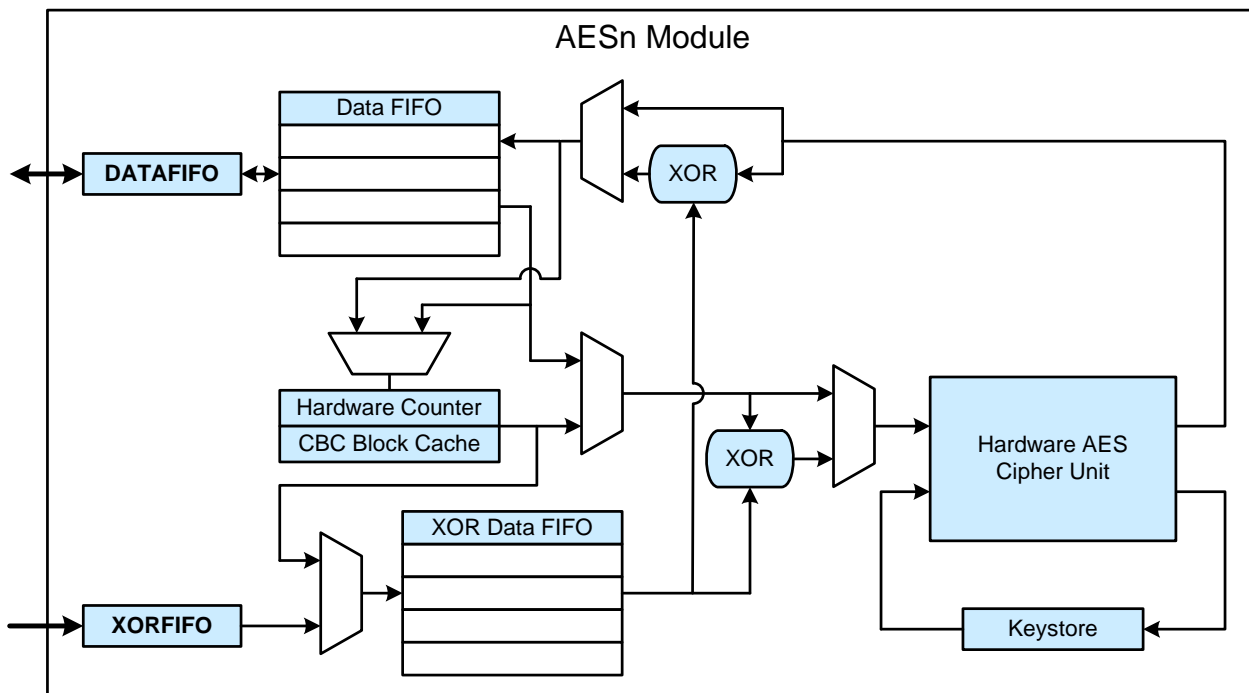 AESn Module
Data FIFO
DATAFIFO
XOR
Hardware Counter
CBC Block Cache
XOR
Hardware AES
Cipher Unit
XOR Data FIFO
XORFIFO
Keystore